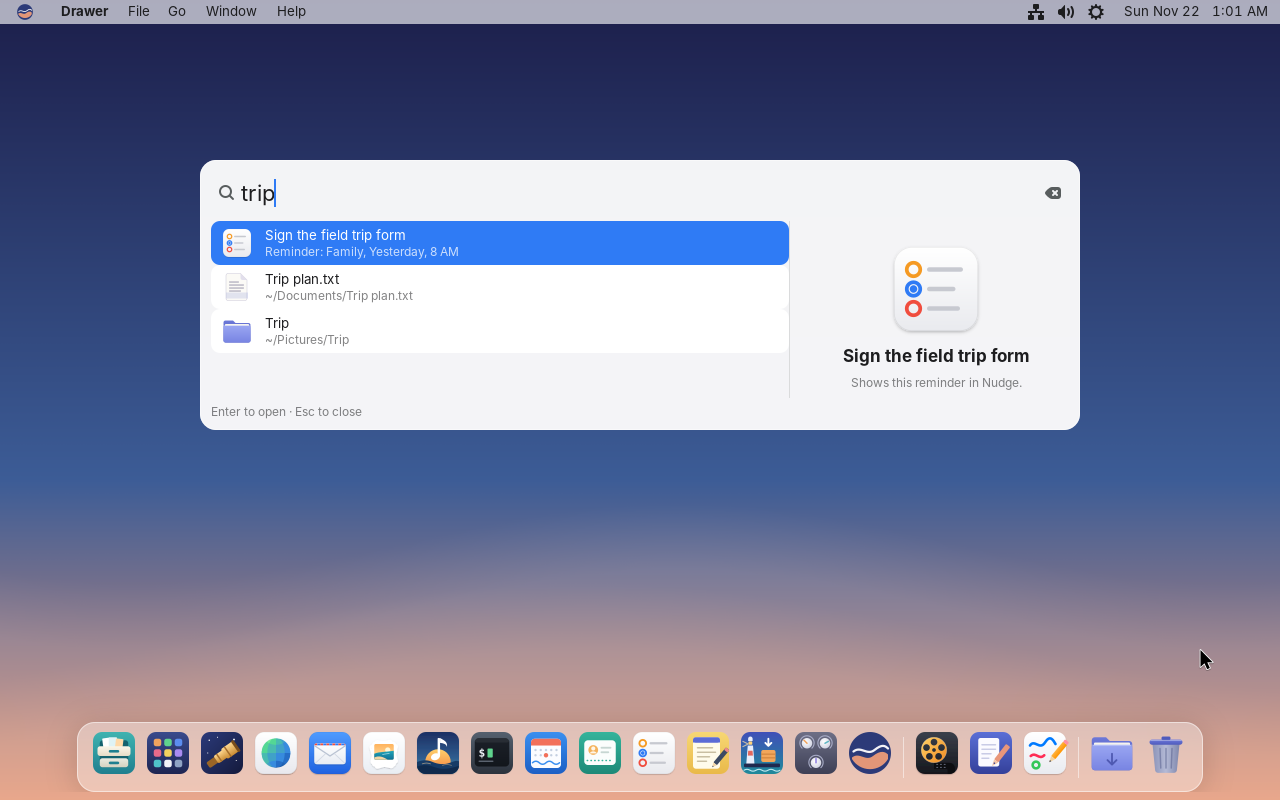 Drawer File Go Window Help Sun Nov 22 1:01 AM
trip
Sign the field trip form
Reminder: Family, Yesterday, 8 AM
Trip plan.txt
~/Documents/Trip plan.txt
Trip
~/Pictures/Trip
Sign the field trip form
Shows this reminder in Nudge.
Enter to open · Esc to close
$